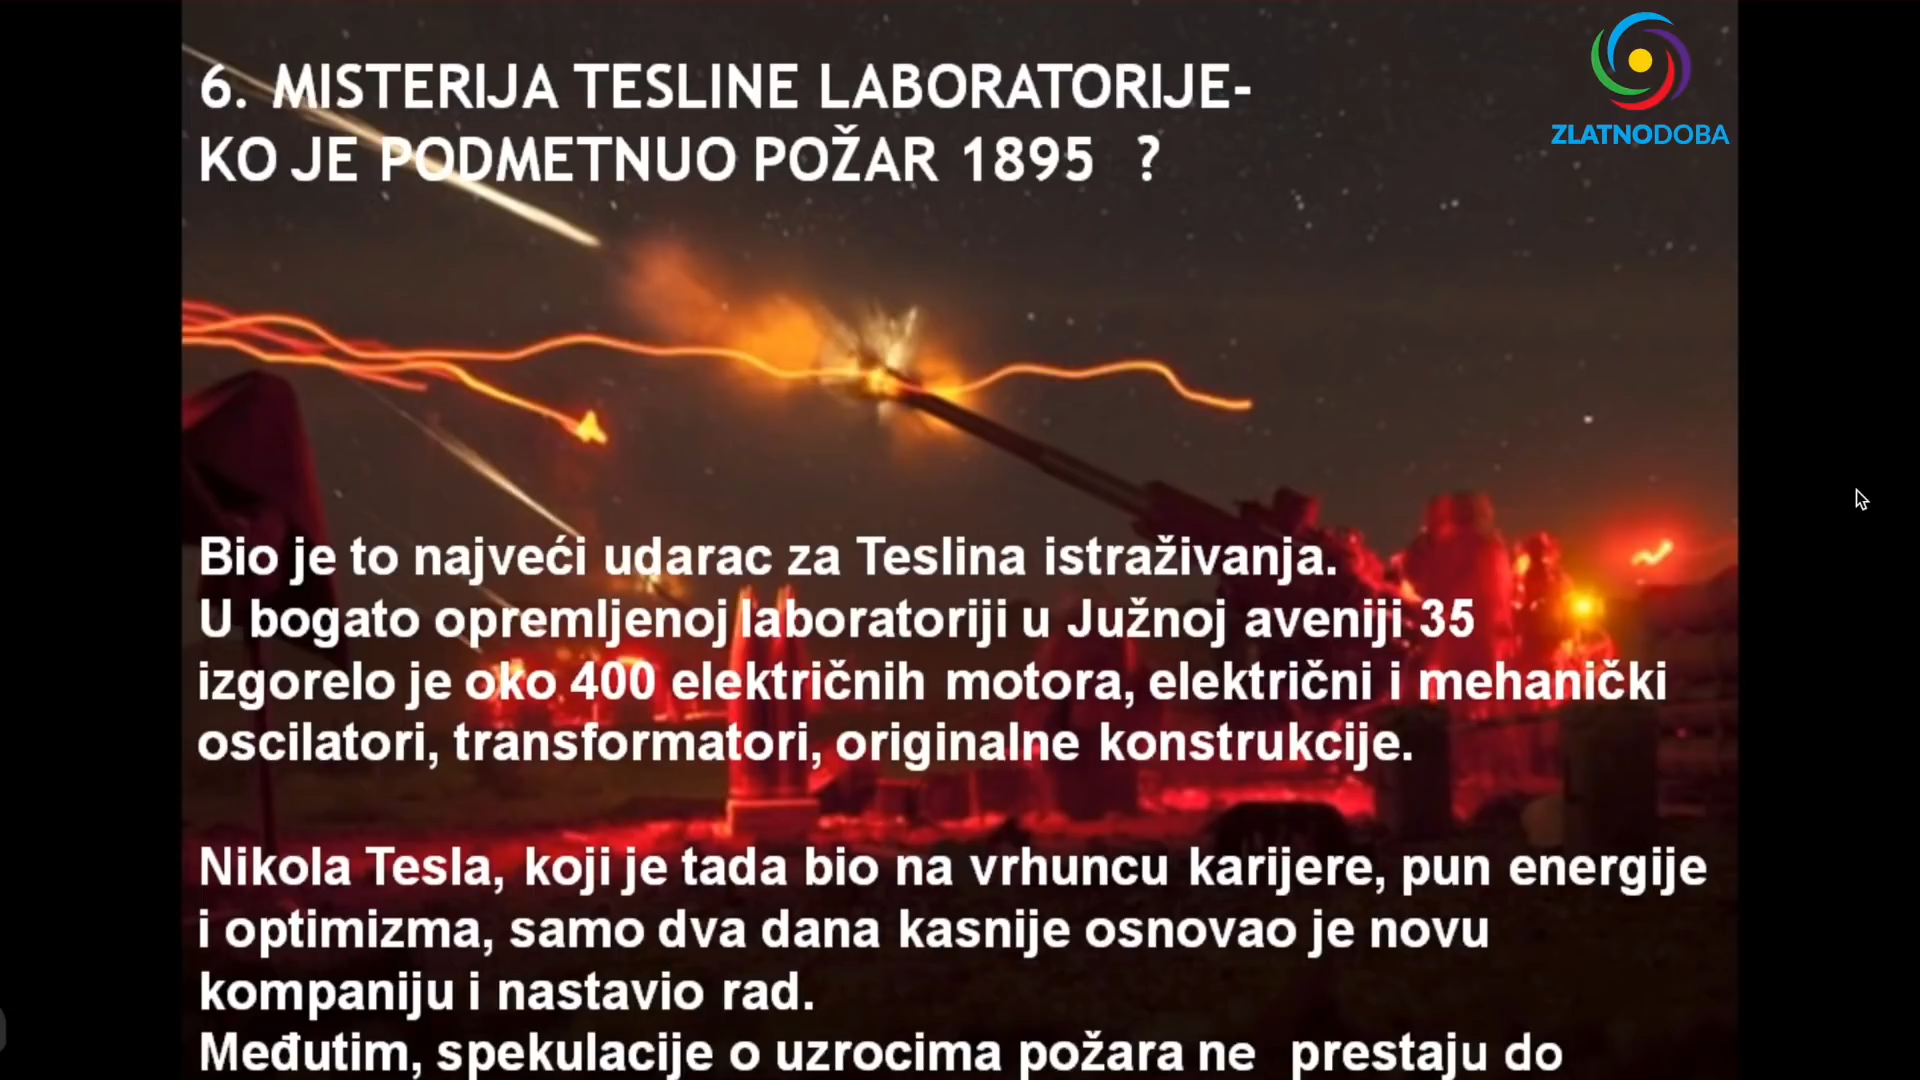 6. MISTERIJA TESLINE LABORATORIJE-
KO JE PODMETNUO POŽAR 1895 ?
ZLATNODOBA
Bio je to najveći udarac za Teslina istraživanja.
U bogato opremljenoj laboratoriji u Južnoj aveniji 35
izgorelo je oko 400 električnih motora, električni i mehanički
oscilatori, transformatori, originalne konstrukcije.
Nikola Tesla, koji je tada bio na vrhuncu karijere, pun energije
i optimizma, samo dva dana kasnije osnovao je novu
kompaniju i nastavio rad.
Međutim, spekulacije o uzrocima požara ne prestaju do